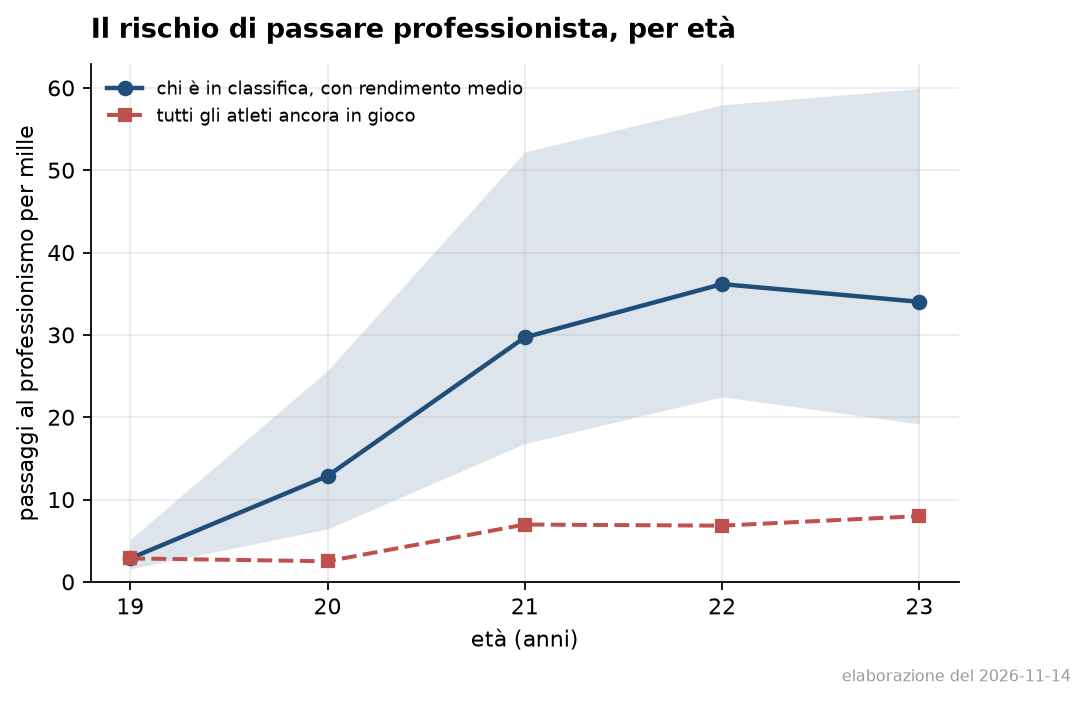 Il rischio di passare professionista, per età
chi è in classifica, con rendimento medio
tutti gli atleti ancora in gioco
passaggi al professionismo per mille
60
50
40
30
20
10
0
19 20 21 22 23
età (anni)
elaborazione del 2026-11-14